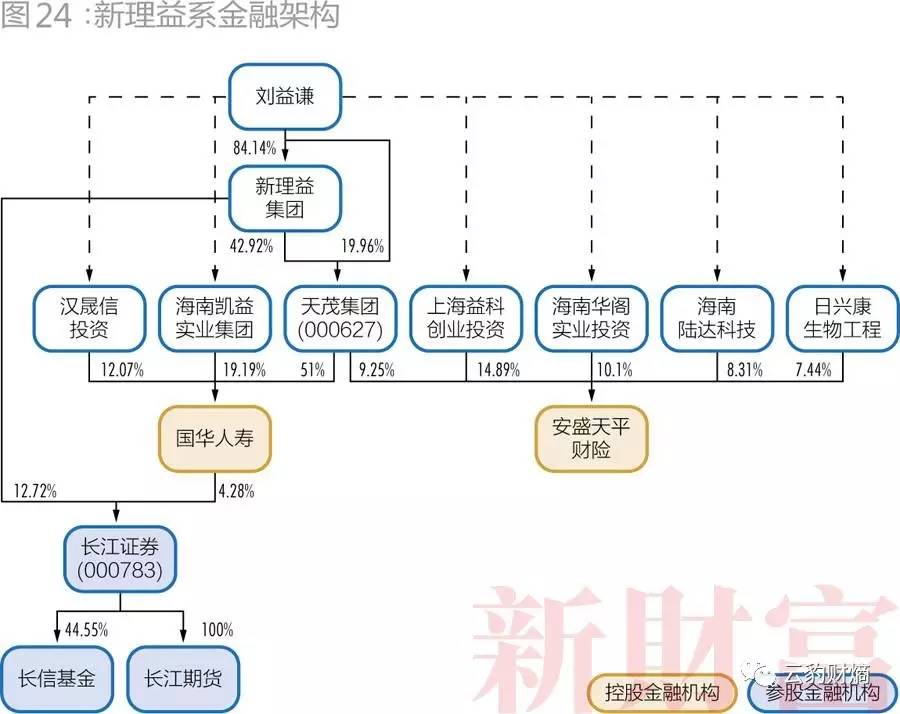 图24：新理益系金融架构
刘益谦
84.14%
新理益
集团
42.92%
19.96%
汉晟信
投资
海南凯益
实业集团
天茂集团
(000627)
上海益科
创业投资
海南华阁
实业投资
海南
陆达科技
日兴康
生物工程
12.07%
19.19%
51%
9.25%
14.89%
10.1%
8.31%
7.44%
国华人寿
安盛天平
财险
12.72%
4.28%
长江证券
(000783)
44.55%
100%
长信基金
长江期货
新財富
云豹财熵
控股金融机构
参股金融机构